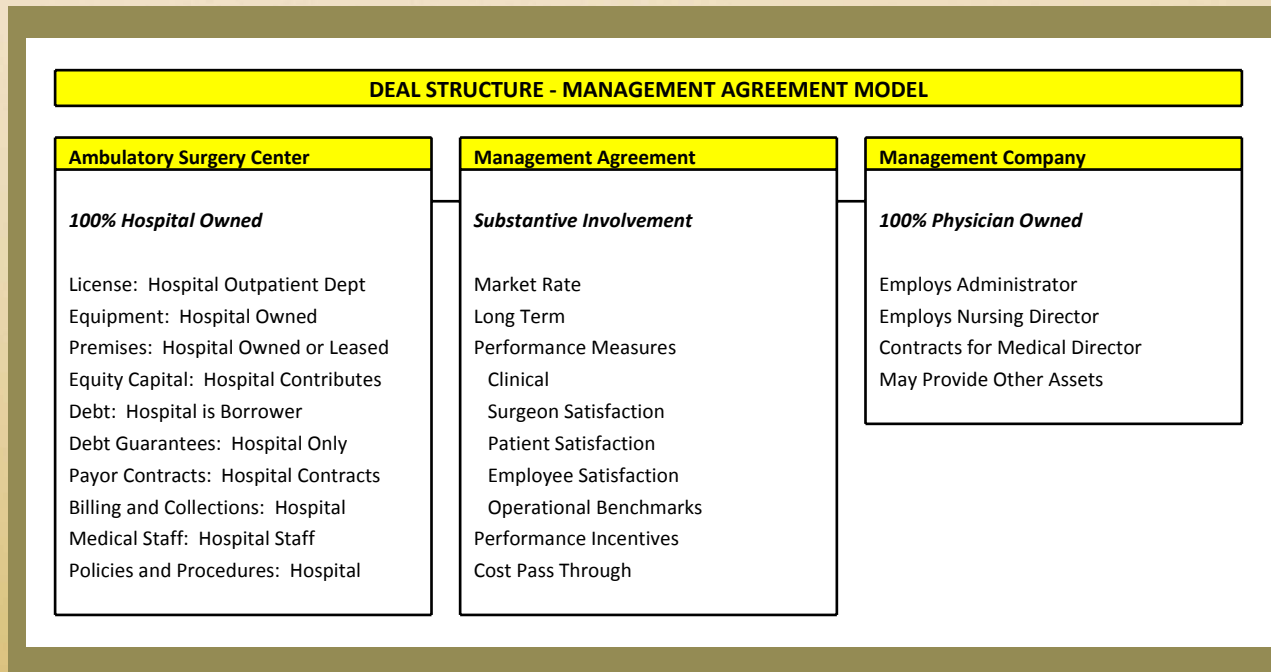 DEAL STRUCTURE - MANAGEMENT AGREEMENT MODEL
Ambulatory Surgery Center
100% Hospital Owned
License:  Hospital Outpatient Dept
Equipment:  Hospital Owned
Premises:  Hospital Owned or Leased
Equity Capital:  Hospital Contributes
Debt:  Hospital is Borrower
Debt Guarantees:  Hospital Only
Payor Contracts:  Hospital Contracts
Billing and Collections:  Hospital
Medical Staff:  Hospital Staff
Policies and Procedures:  Hospital
Management Agreement
Substantive Involvement
Market Rate
Long Term
Performance Measures
Clinical
Surgeon Satisfaction
Patient Satisfaction
Employee Satisfaction
Operational Benchmarks
Performance Incentives
Cost Pass Through
Management Company
100% Physician Owned
Employs Administrator
Employs Nursing Director
Contracts for Medical Director
May Provide Other Assets